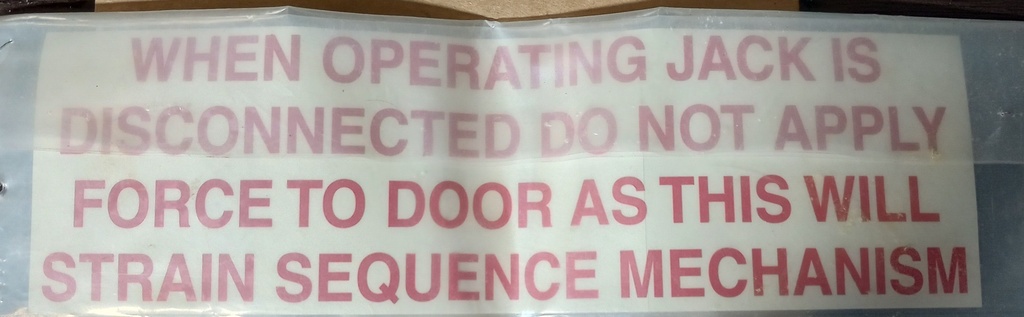 WHEN OPERATING JACK IS
DISCONNECTED DO NOT APPLY
FORCE TO DOOR AS THIS WILL
STRAIN SEQUENCE MECHANISM